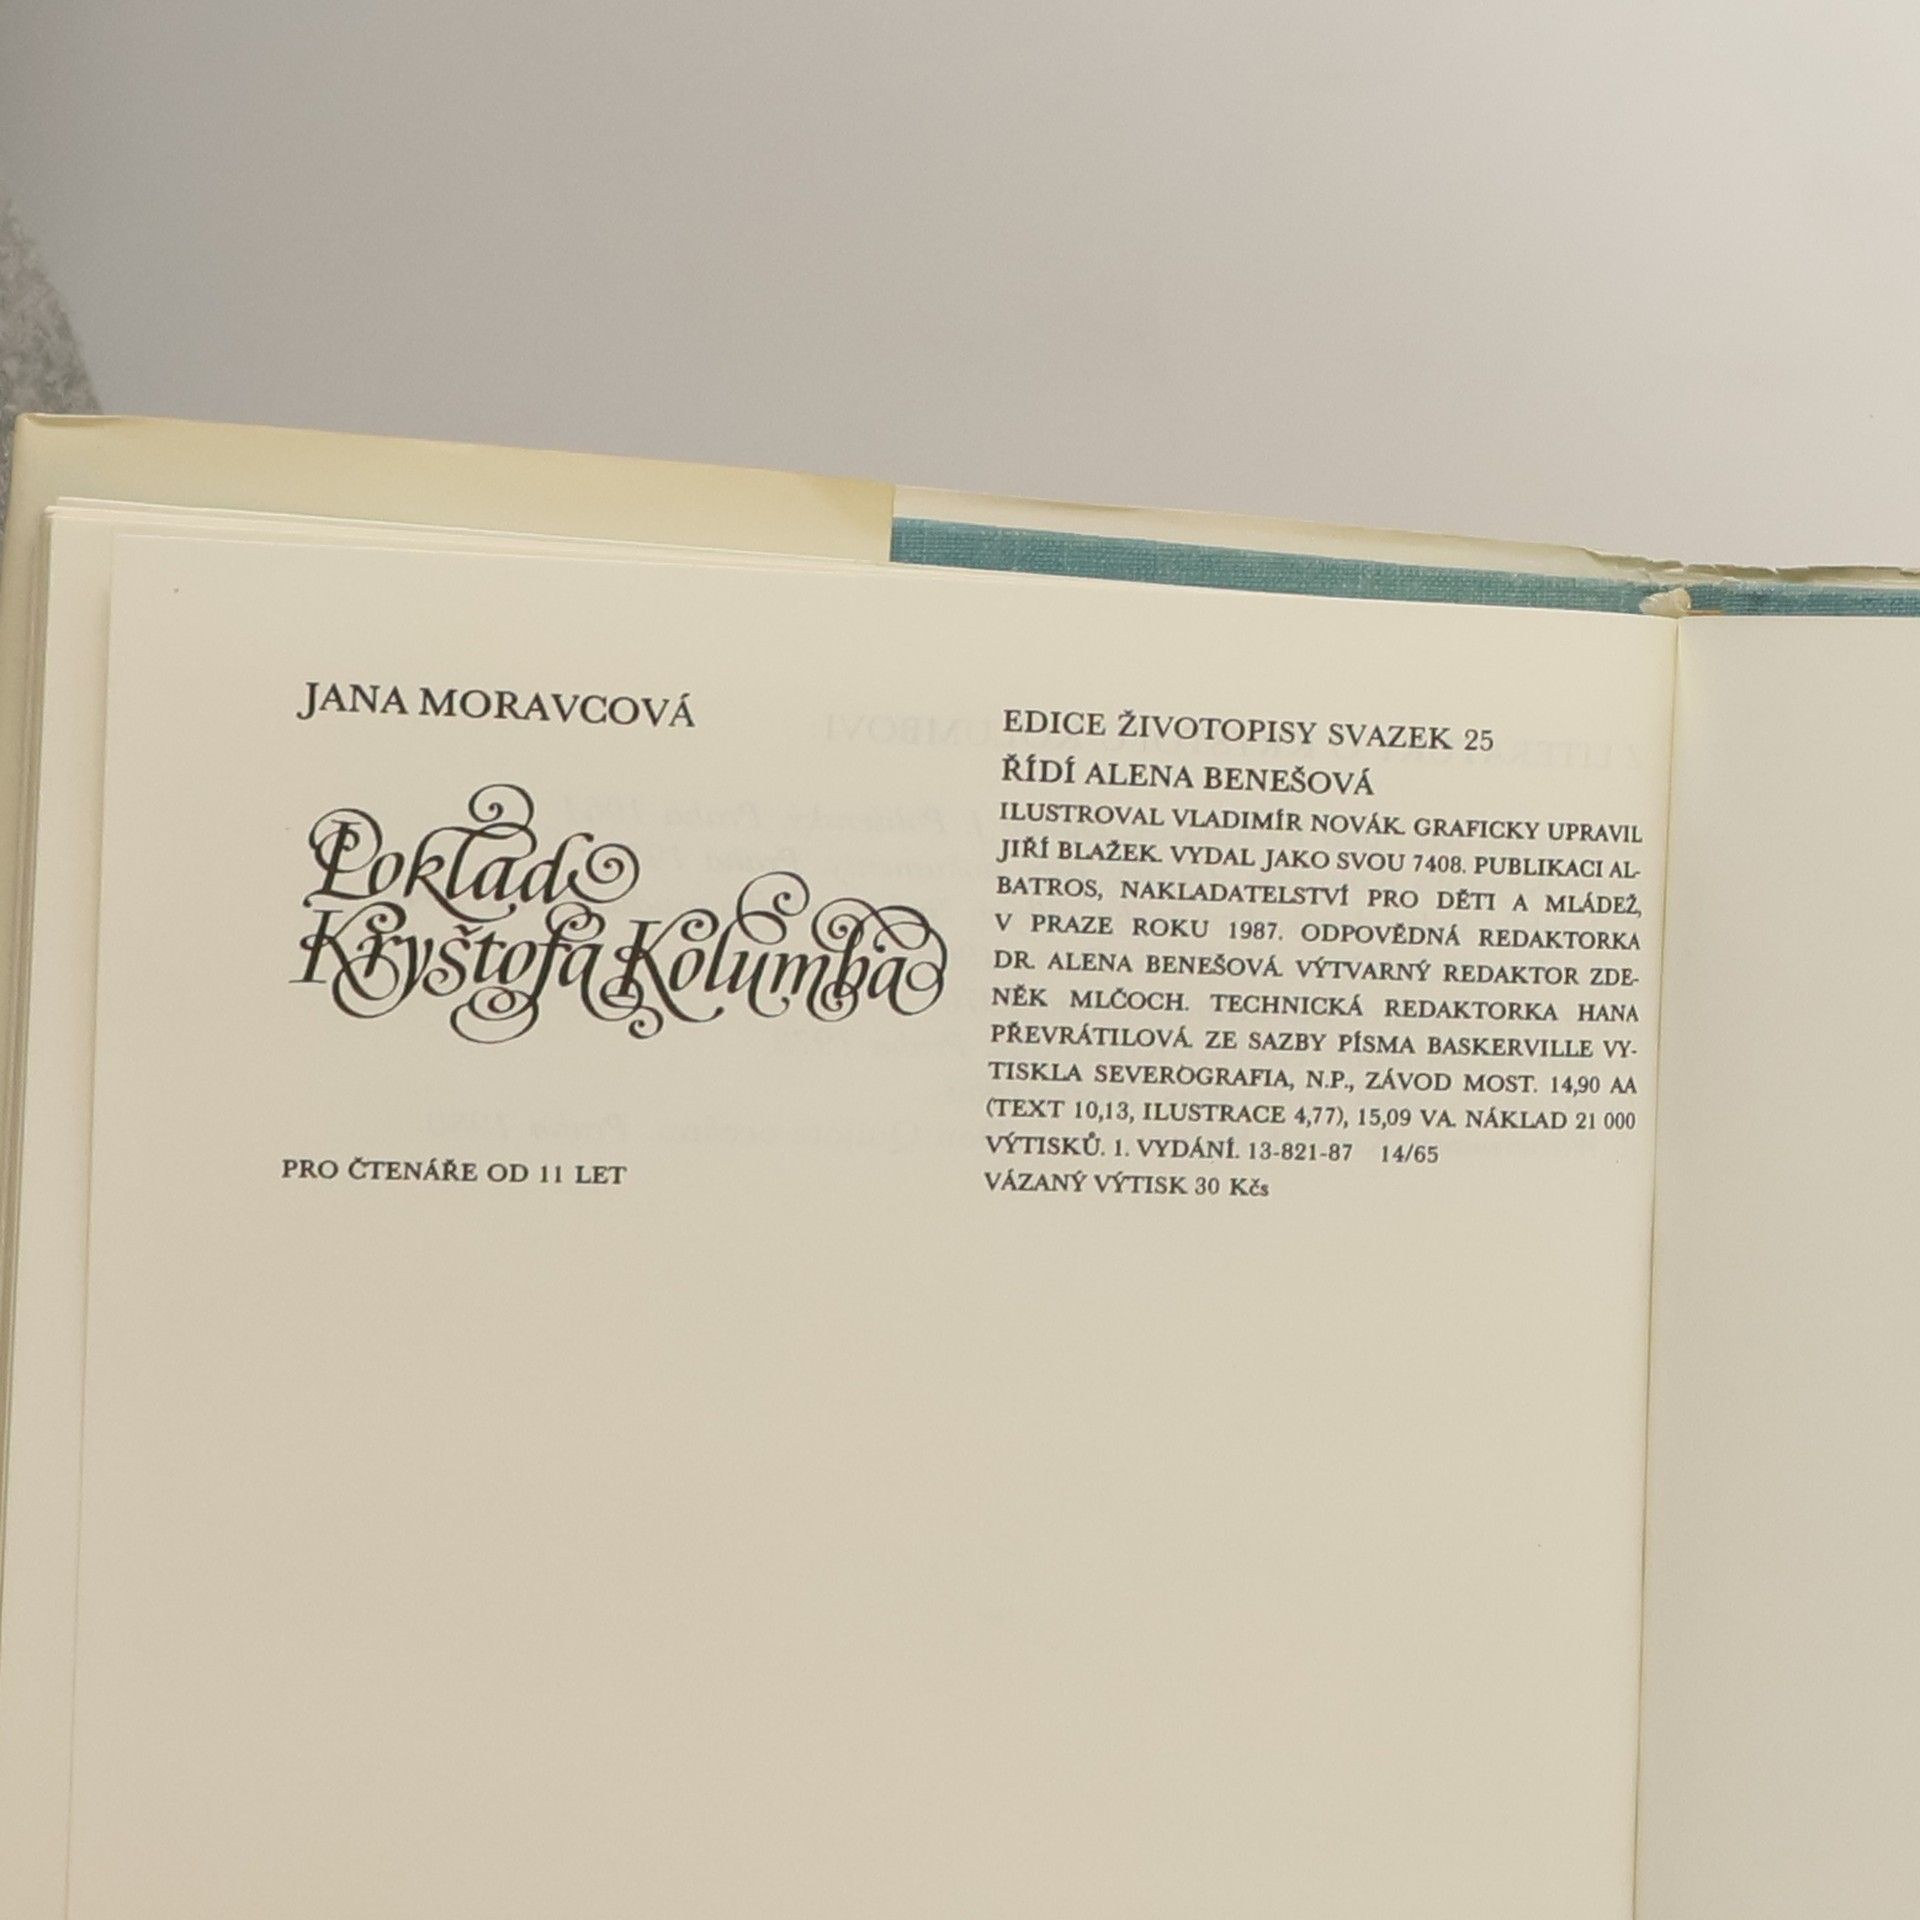 JANA MORAVCOVÁ
Poklad
Kryštofa Kolumba
PRO ČTENÁŘE OD 11 LET
EDICE ŽIVOTOPISY SVAZEK 25
ŘÍDÍ ALENA BENEŠOVÁ
ILUSTROVAL VLADIMÍR NOVÁK. GRAFICKY UPRAVIL
JIŘÍ BLAŽEK. VYDAL JAKO SVOU 7408. PUBLIKACI AL-
BATROS, NAKLADATELSTVÍ PRO DĚTI A MLÁDEŽ,
V PRAZE ROKU 1987. ODPOVĚDNÁ REDAKTORKA
DR. ALENA BENEŠOVÁ. VÝTVARNÝ REDAKTOR ZDE-
NĚK MLČOCH. TECHNICKÁ REDAKTORKA HANA
PŘEVRÁTILOVÁ. ZE SAZBY PÍSMA BASKERVILLE VY-
TISKLA SEVEROGRAFIA, N.P., ZÁVOD MOST. 14,90 AA
(TEXT 10,13, ILUSTRACE 4,77), 15,09 VA. NÁKLAD 21 000
VÝTISKŮ. 1. VYDÁNÍ. 13-821-87 14/65
VÁZANÝ VÝTISK 30 Kčs